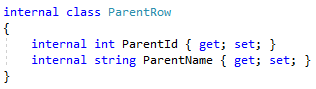 internal class ParentRow
{
    internal int ParentId { get; set; }
    internal string ParentName { get; set; }
}